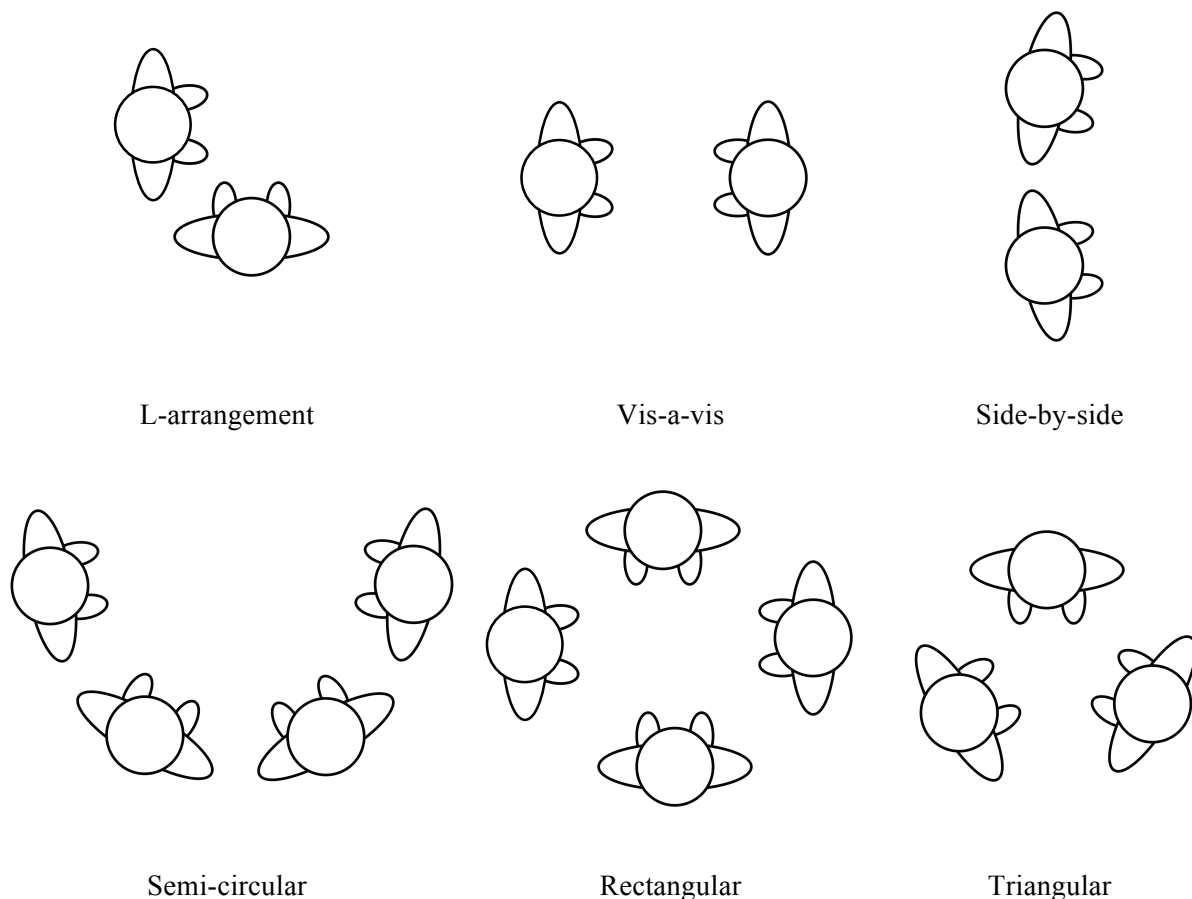 L-arrangement
Vis-a-vis
Side-by-side
Semi-circular
Rectangular
Triangular